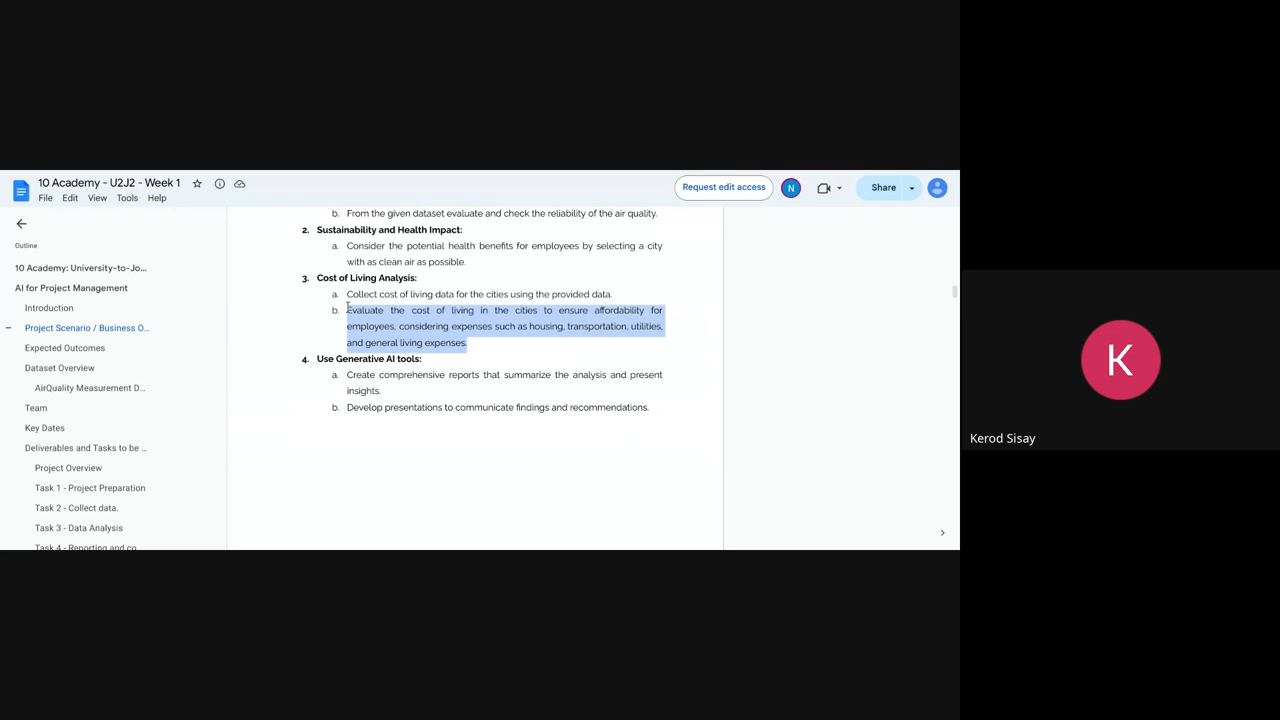 10 Academy - U2J2 - Week 1
File Edit View Tools Help
Request edit access
N
Share
Outline
10 Academy: University-to-Jo...
AI for Project Management
Introduction
Project Scenario / Business O...
Expected Outcomes
Dataset Overview
AirQuality Measurement D...
Team
Key Dates
Deliverables and Tasks to be ...
Project Overview
Task 1 - Project Preparation
Task 2 - Collect data.
Task 3 - Data Analysis
Task 4 - Reporting and co
b. From the given dataset evaluate and check the reliability of the air quality.
2. Sustainability and Health Impact:
a. Consider the potential health benefits for employees by selecting a city
with as clean air as possible.
3. Cost of Living Analysis:
a. Collect cost of living data for the cities using the provided data.
b. Evaluate the cost of living in the cities to ensure affordability for
employees, considering expenses such as housing, transportation, utilities,
and general living expenses.
4. Use Generative AI tools:
a. Create comprehensive reports that summarize the analysis and present
insights.
b. Develop presentations to communicate findings and recommendations.
K
Kerod Sisay